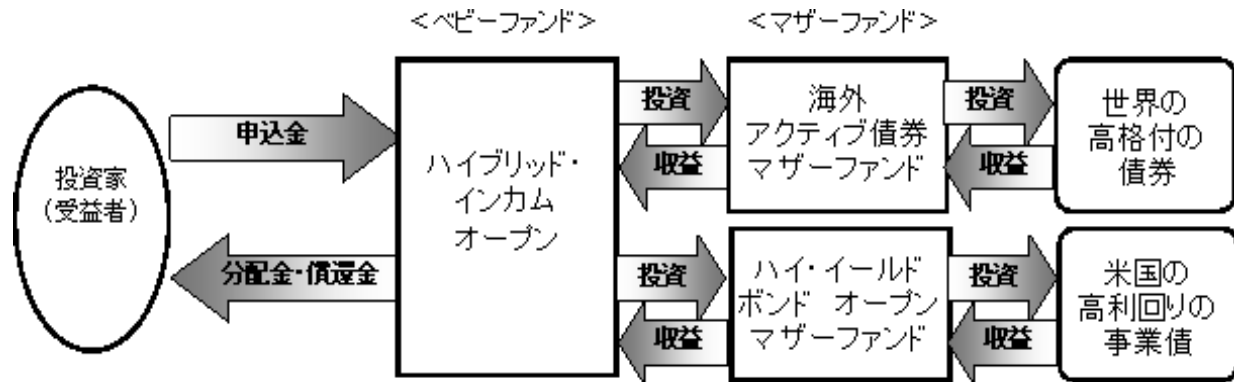 ＜ベビーファンド＞
＜マザーファンド＞
投資家
（受益者）
申込金
分配金・償還金
ハイブリッド・
インカム
オープン
投資
収益
投資
収益
海外
アクティブ債券
マザーファンド
投資
収益
世界の
高格付の
債券
ハイ・イールド
ボンド オープン
マザーファンド
投資
収益
米国の
高利回りの
事業債